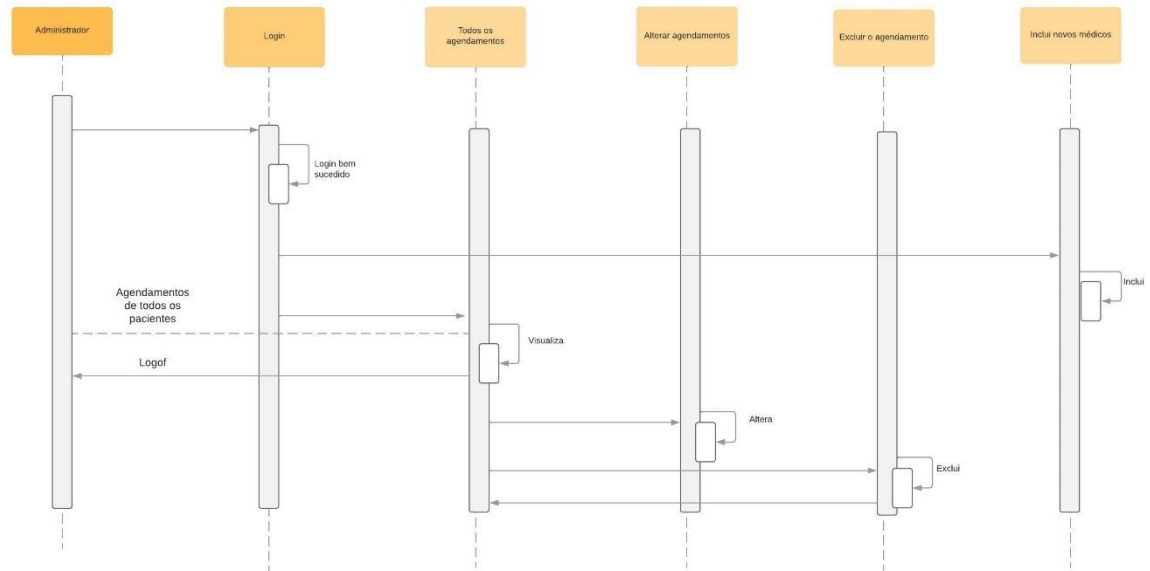 Administrador
Login
Todos os
agendamentos
Alterar agendamentos
Excluir o agendamento
Inclui novos médicos
Login bem
sucedido
Inclui
Agendamentos
de todos os
pacientes
Visualiza
Logof
Altera
Exclui